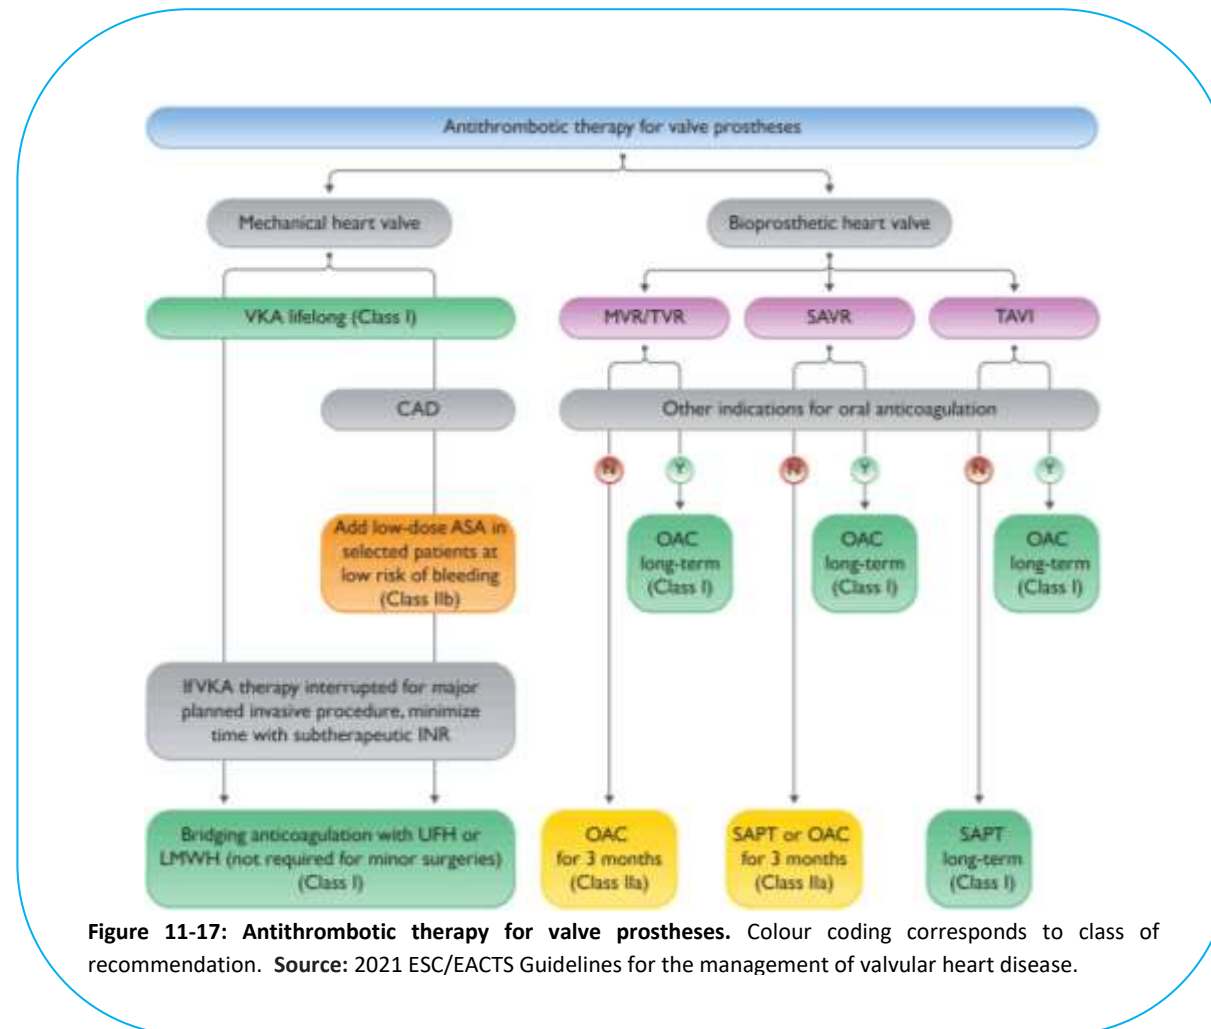 Antithrombotic therapy for valve prostheses
Mechanical heart valve
Bioprosthetic heart valve
VKA lifelong (Class I)
MVR/TVR
SAVR
TAVI
CAD
Other indications for oral anticoagulation
N
Y
N
Y
N
Y
Add low-dose ASA in
selected patients at
low risk of bleeding
(Class IIb)
OAC
long-term
(Class I)
OAC
long-term
(Class I)
OAC
long-term
(Class I)
If VKA therapy interrupted for major
planned invasive procedure, minimize
time with subtherapeutic INR
Bridging anticoagulation with UFH or
LMWH (not required for minor surgeries)
(Class I)
OAC
for 3 months
(Class IIa)
SAPT or OAC
for 3 months
(Class IIa)
SAPT
long-term
(Class I)
Figure 11-17: Antithrombotic therapy for valve prostheses. Colour coding corresponds to class of
recommendation. Source: 2021 ESC/EACTS Guidelines for the management of valvular heart disease.